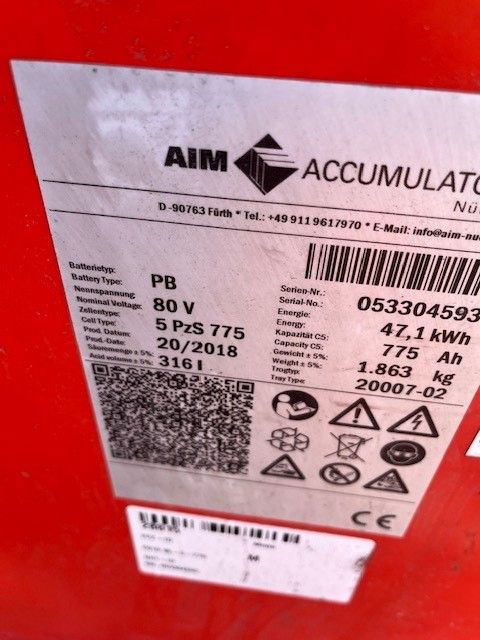 AIM ACCUMULATO
Nür
D -90763 Fürth * Tel.: +49 911 9617970 * E-Mail: info@aim-nu
Batterietyp:
Battery Type: PB
Nennspannung
Nominal Voltage: 80 V
Zellentype:
Cell Type: 5 PzS 775
Prod. Datum:
Prod.-Date: 20/2018
Säuremenge ± 5%:
Acid volume ± 5%: 316 l
Serien-Nr.:
Serial-No.: 053304593
Energie:
Energy: 47,1 kWh
Kapazität C5:
Capacity C5: 775 Ah
Gewicht ± 5%:
Weight ± 5%: 1.863 kg
Trogtyp:
Tray Type: 20007-02
Pb
CE